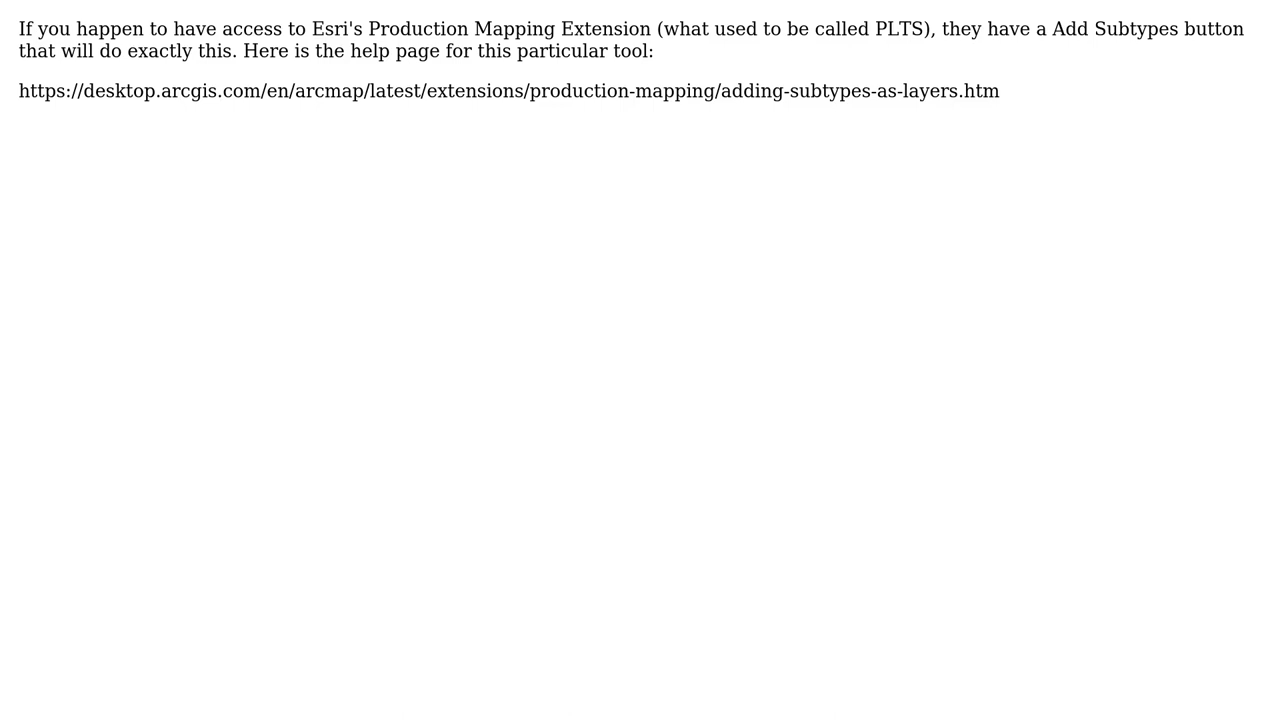 If you happen to have access to Esri's Production Mapping Extension (what used to be called PLTS), they have a Add Subtypes button
that will do exactly this. Here is the help page for this particular tool:
https://desktop.arcgis.com/en/arcmap/latest/extensions/production-mapping/adding-subtypes-as-layers.htm